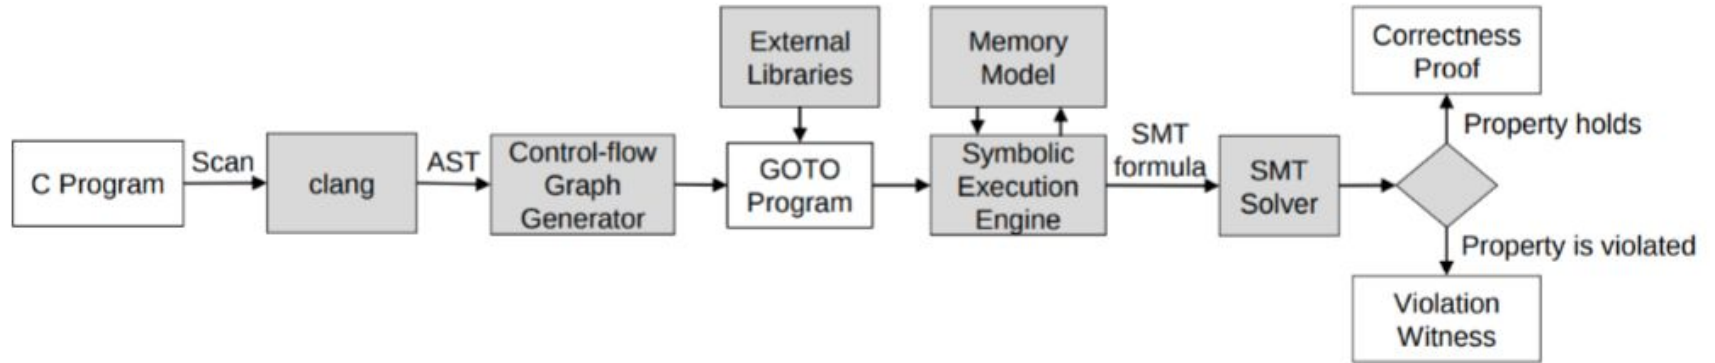 C Program
Scan
clang
AST
Control-flow
Graph
Generator
External
Libraries
GOTO
Program
Memory
Model
Symbolic
Execution
Engine
SMT
formula
SMT
Solver
Correctness
Proof
Property holds
Property is violated
Violation
Witness